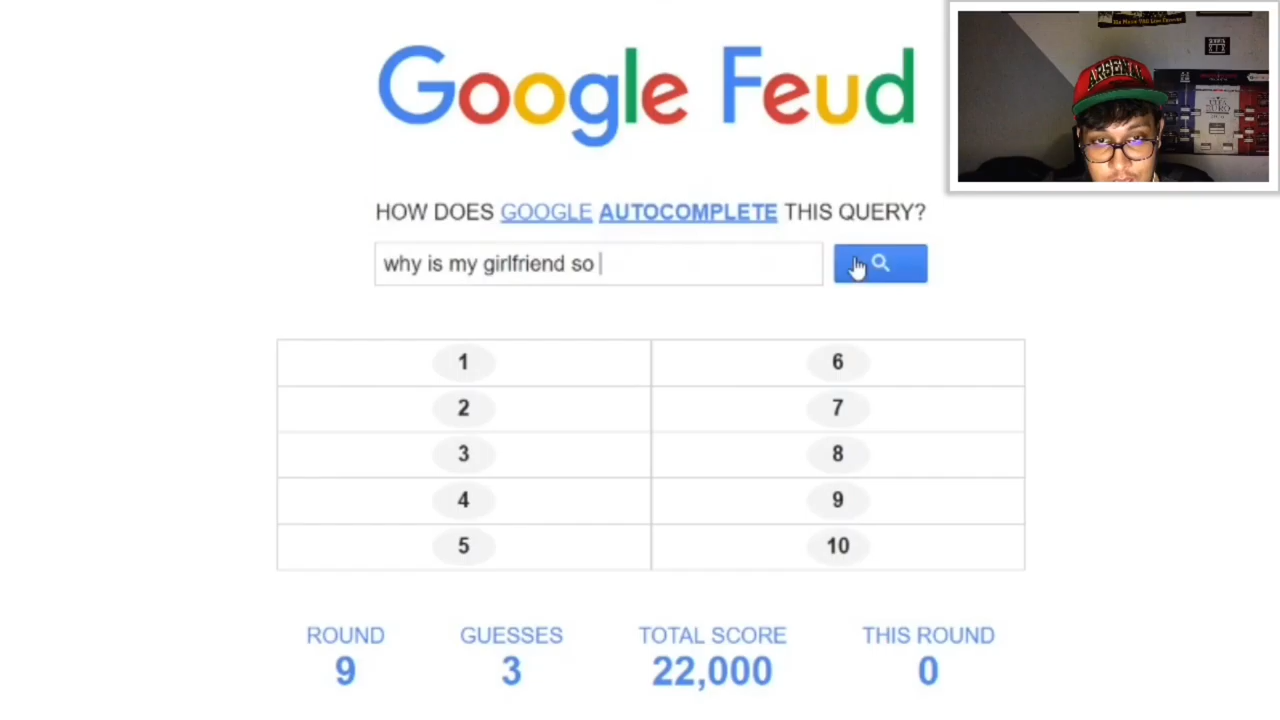 Google Feud
ARSENAL
HOW DOES GOOGLE AUTOCOMPLETE THIS QUERY?
why is my girlfriend so
1 6
2 7
3 8
4 9
5 10
ROUND GUESSES TOTAL SCORE THIS ROUND
9 3 22,000 0